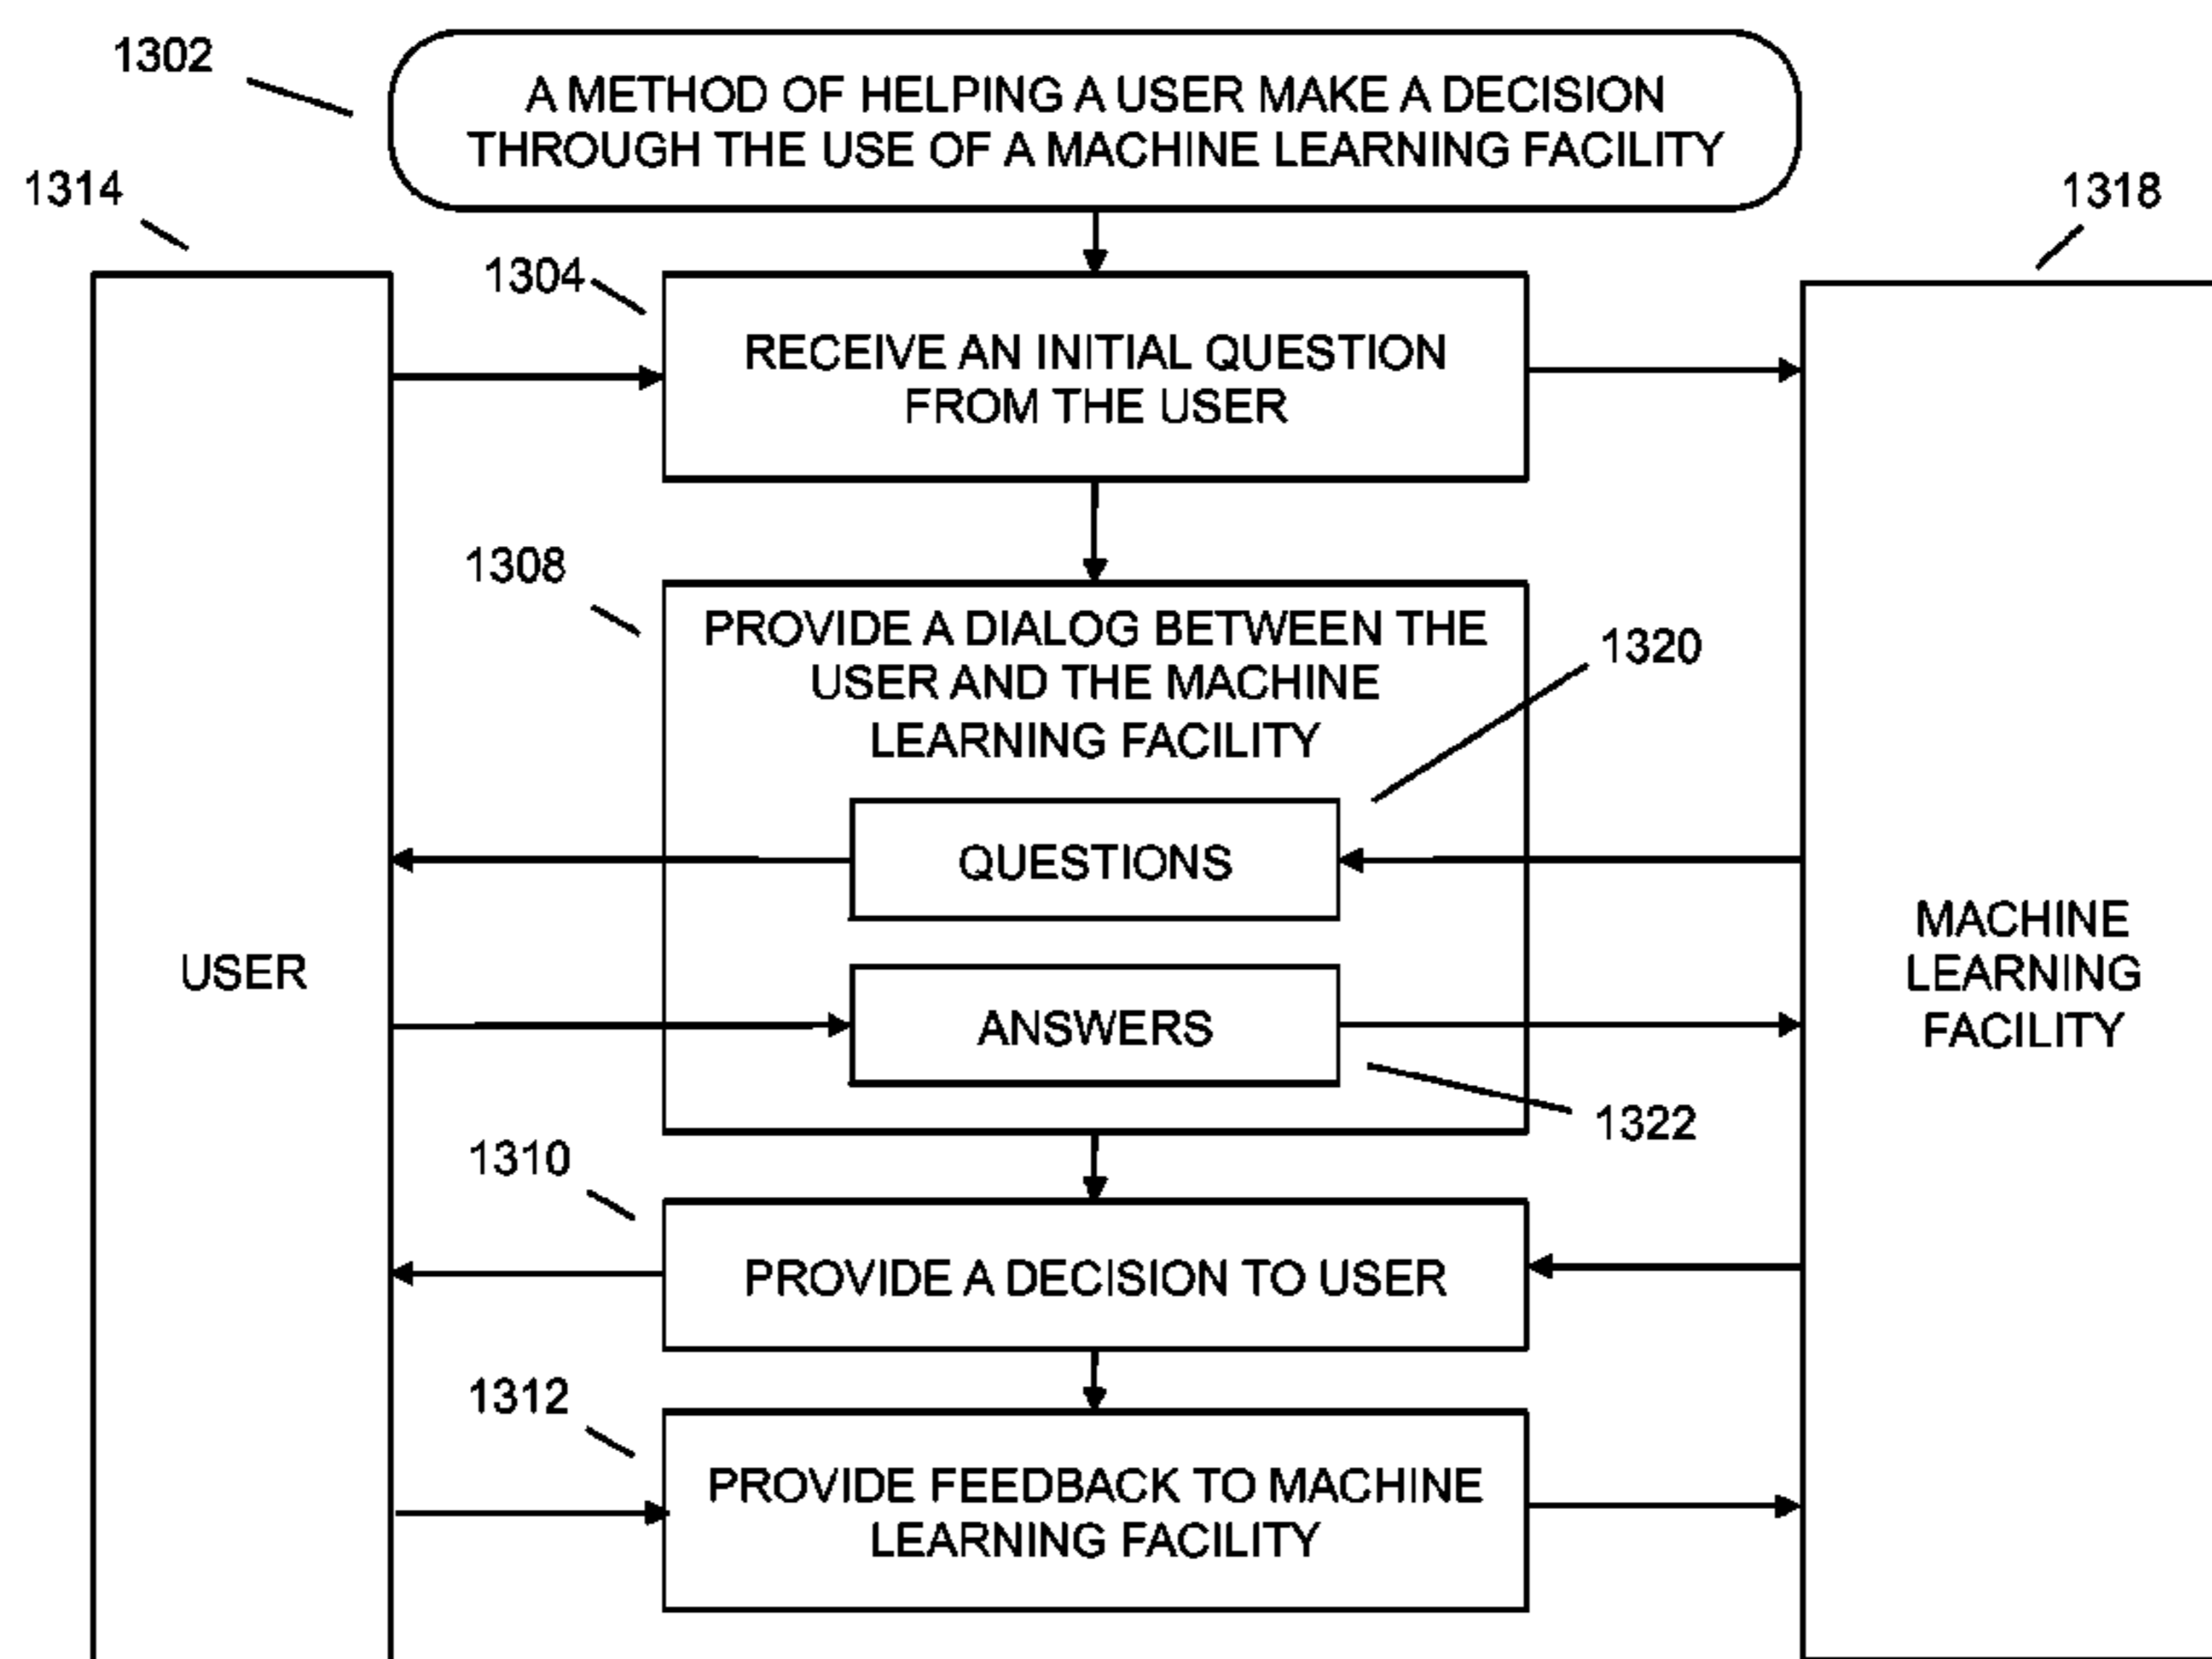 1302
A METHOD OF HELPING A USER MAKE A DECISION
THROUGH THE USE OF A MACHINE LEARNING FACILITY
1314
1318
1304
RECEIVE AN INITIAL QUESTION
FROM THE USER
1308
PROVIDE A DIALOG BETWEEN THE
USER AND THE MACHINE
LEARNING FACILITY
1320
QUESTIONS
USER
MACHINE
LEARNING
FACILITY
ANSWERS
1322
1310
PROVIDE A DECISION TO USER
1312
PROVIDE FEEDBACK TO MACHINE
LEARNING FACILITY